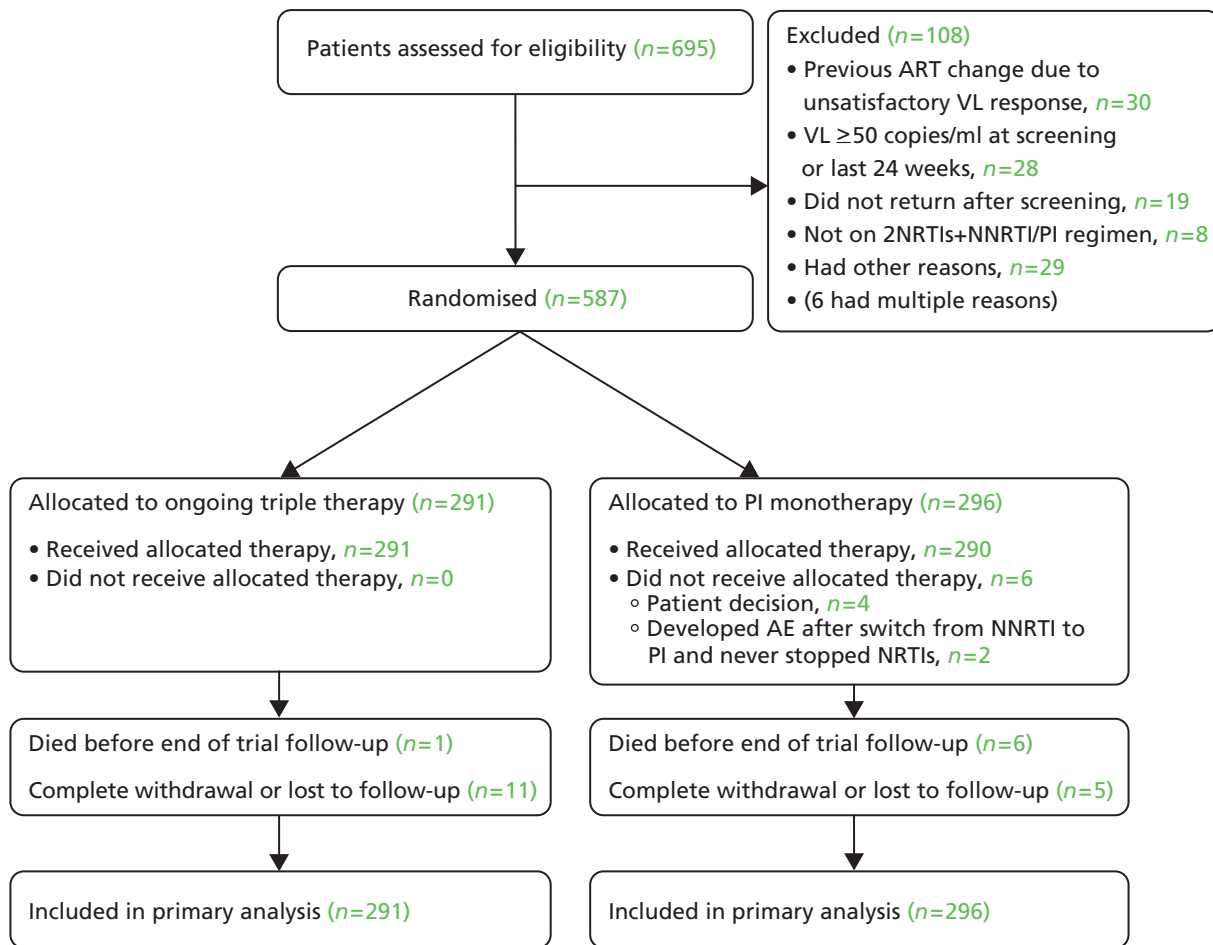 Patients assessed for eligibility (n=695)
Excluded (n=108)
• Previous ART change due to
unsatisfactory VL response, n=30
• VL ≥50 copies/ml at screening
or last 24 weeks, n=28
• Did not return after screening, n=19
• Not on 2NRTIs+NNRTI/PI regimen, n=8
• Had other reasons, n=29
• (6 had multiple reasons)
Randomised (n=587)
Allocated to ongoing triple therapy (n=291)
• Received allocated therapy, n=291
• Did not receive allocated therapy, n=0
Allocated to PI monotherapy (n=296)
• Received allocated therapy, n=290
• Did not receive allocated therapy, n=6
° Patient decision, n=4
° Developed AE after switch from NNRTI to
PI and never stopped NRTIs, n=2
Died before end of trial follow-up (n=1)
Complete withdrawal or lost to follow-up (n=11)
Died before end of trial follow-up (n=6)
Complete withdrawal or lost to follow-up (n=5)
Included in primary analysis (n=291)
Included in primary analysis (n=296)